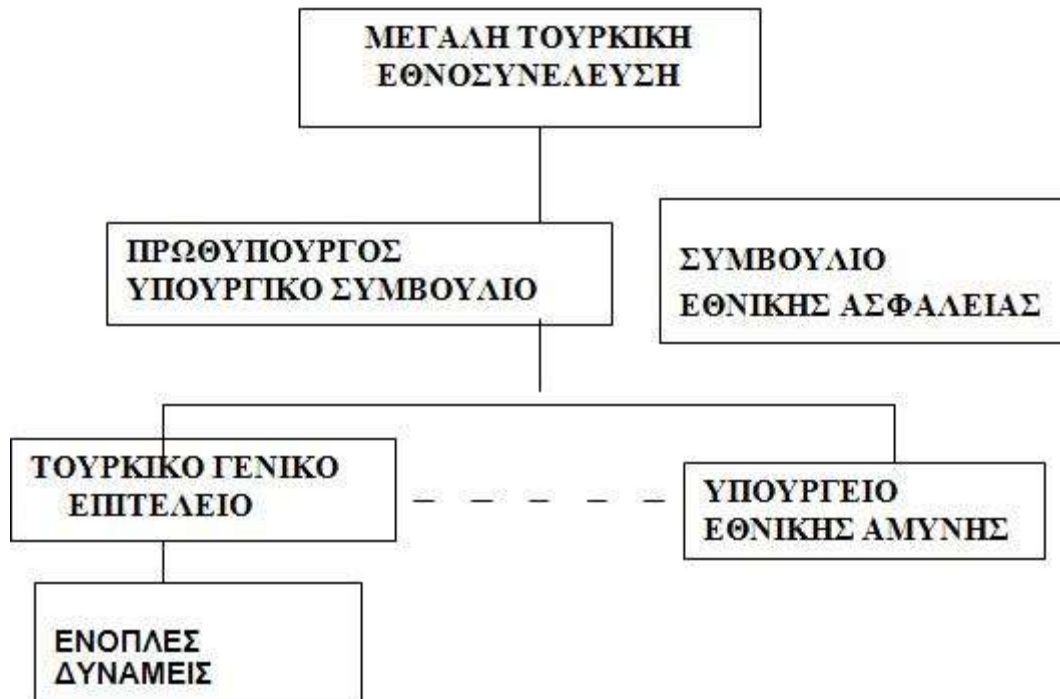 ΜΕΓΑΛΗ ΤΟΥΡΚΙΚΗ
ΕΘΝΟΣΥΝΕΛΕΥΣΗ
ΠΡΩΘΥΠΟΥΡΓΟΣ
ΥΠΟΥΡΓΙΚΟ ΣΥΜΒΟΥΛΙΟ
ΣΥΜΒΟΥΛΙΟ
ΕΘΝΙΚΗΣ ΑΣΦΑΛΕΙΑΣ
ΤΟΥΡΚΙΚΟ ΓΕΝΙΚΟ
ΕΠΙΤΕΛΕΙΟ
ΥΠΟΥΡΓΕΙΟ
ΕΘΝΙΚΗΣ ΑΜΥΝΗΣ
ΕΝΟΠΛΕΣ
ΔΥΝΑΜΕΙΣ